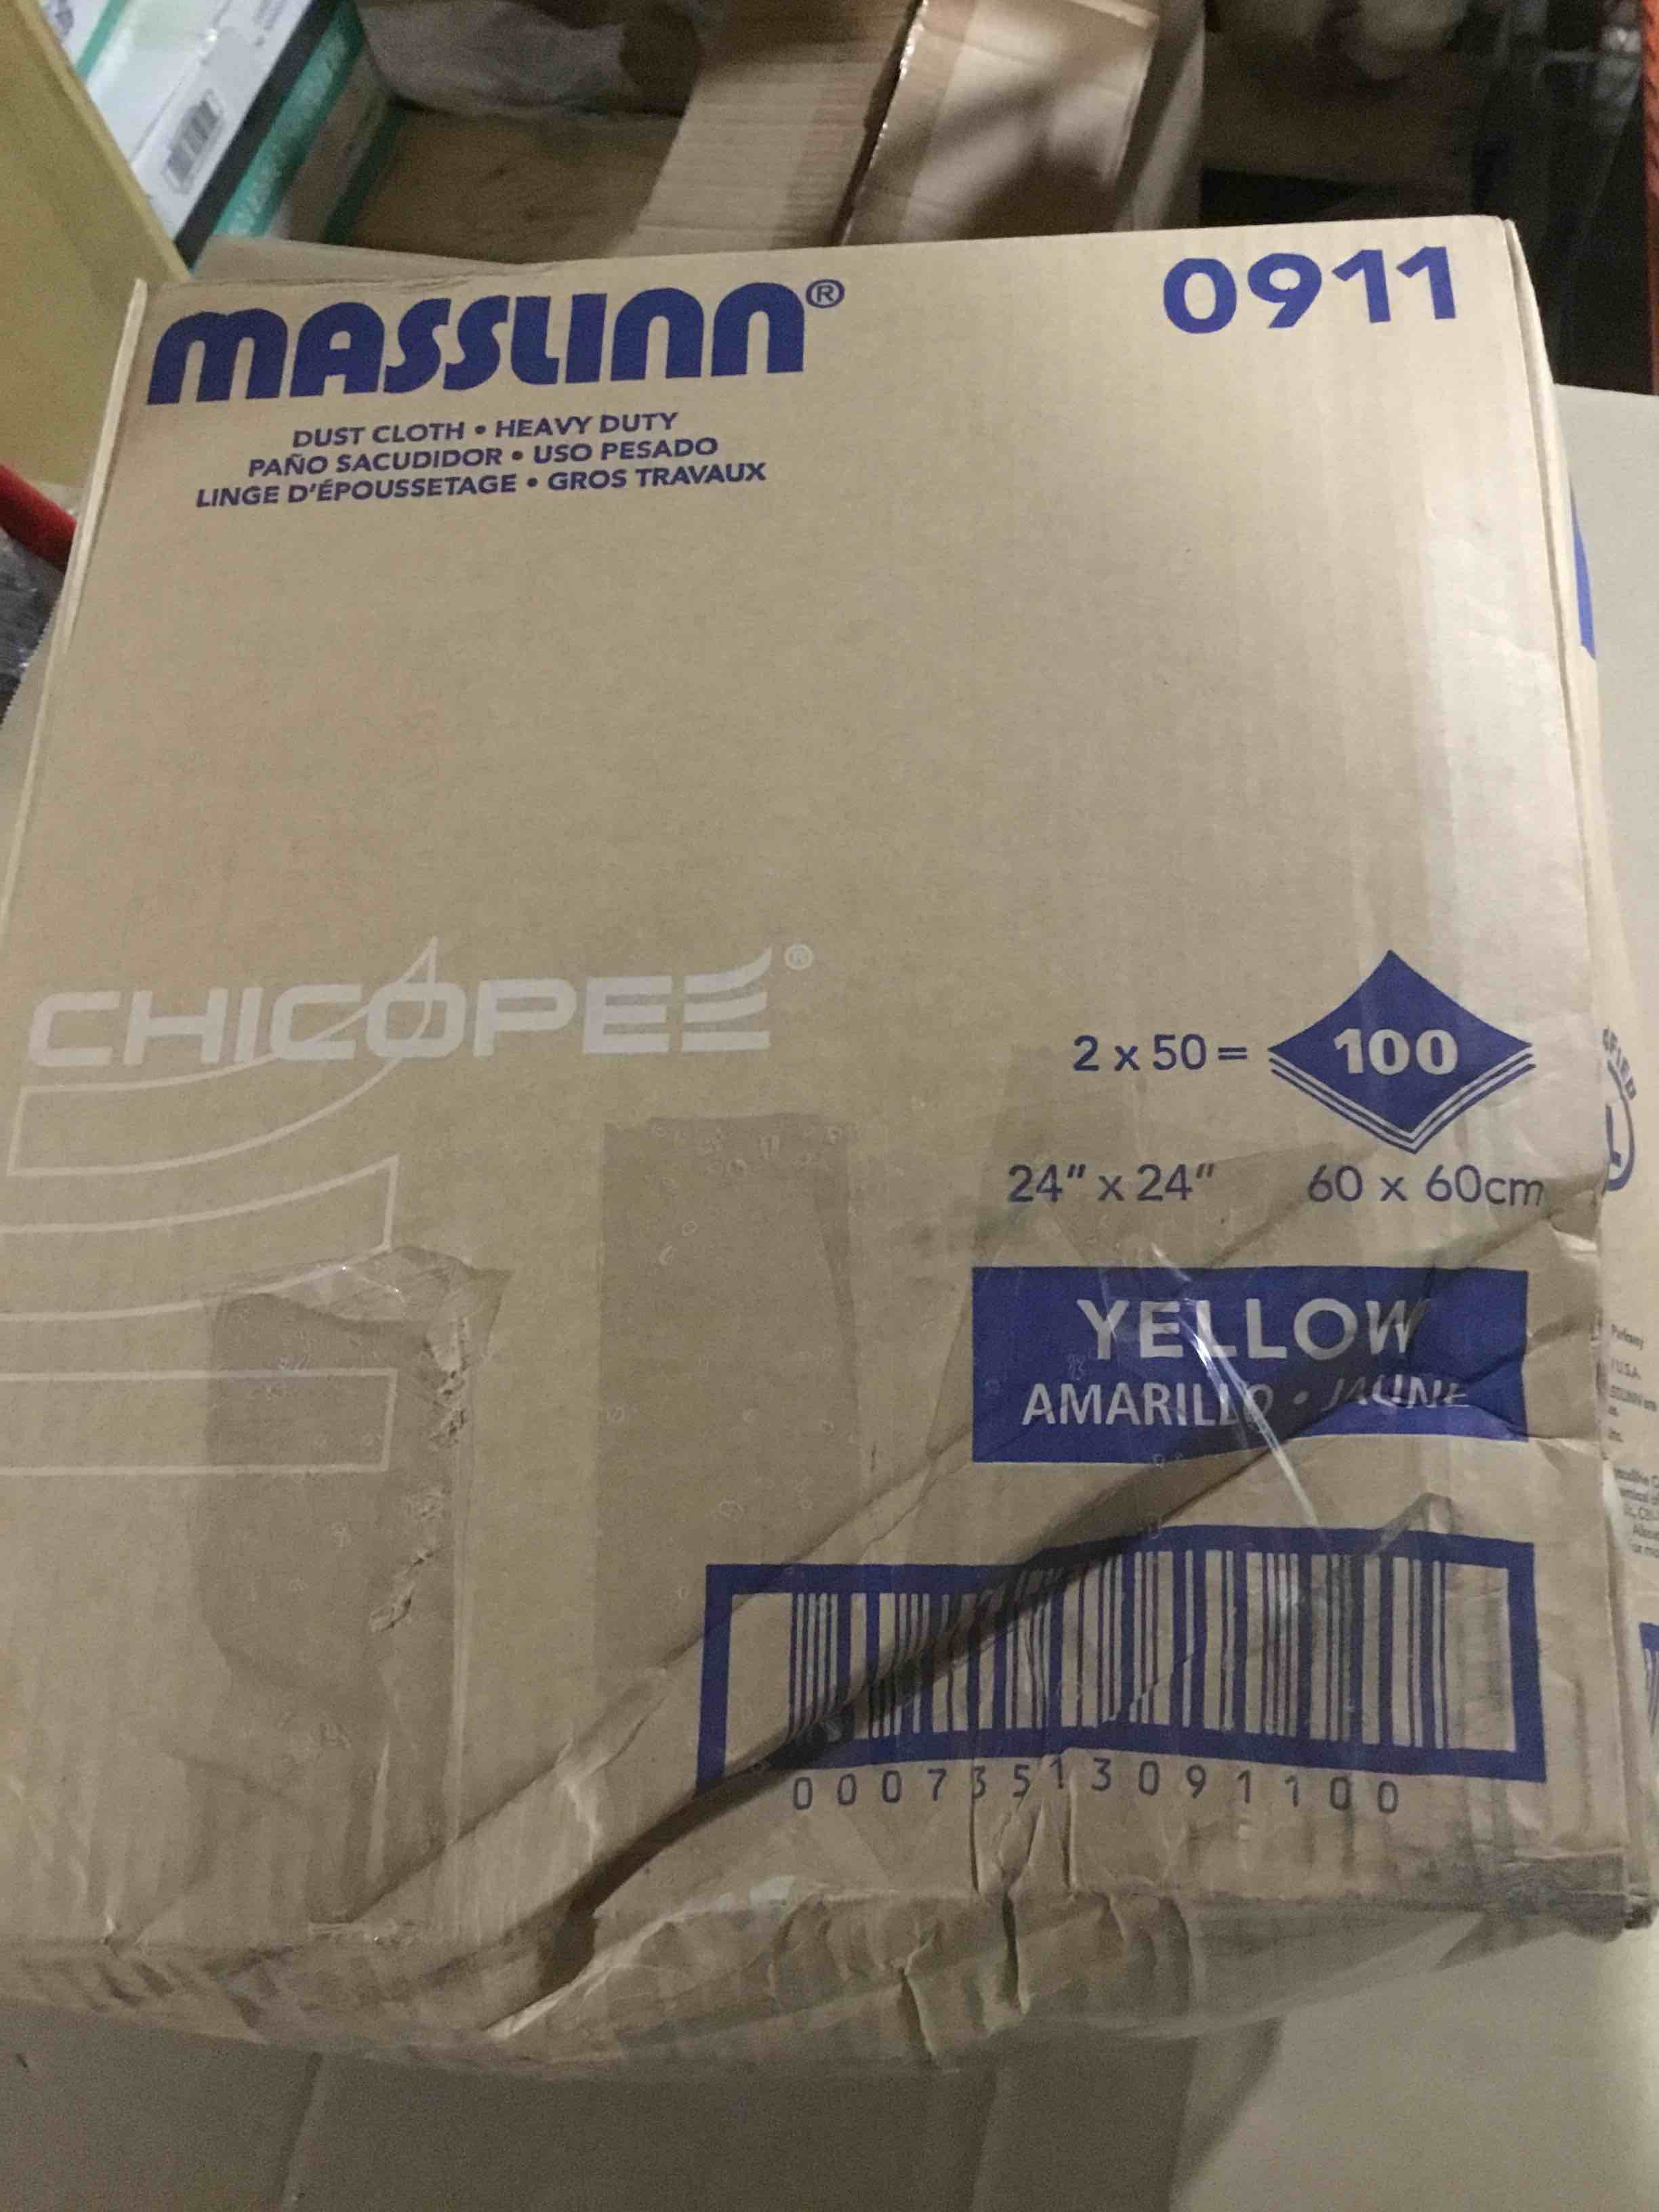 MASSLINN®
0911
DUST CLOTH • HEAVY DUTY
PAÑO SACUDIDOR • USO PESADO
LINGE D'ÉPOUSSETAGE • GROS TRAVAUX
CHICOPEE®
2 x 50 = 100
24" x 24" 60 x 60cm
YELLOW
AMARILLO • JAUNE
00073513091100
U.S.A.